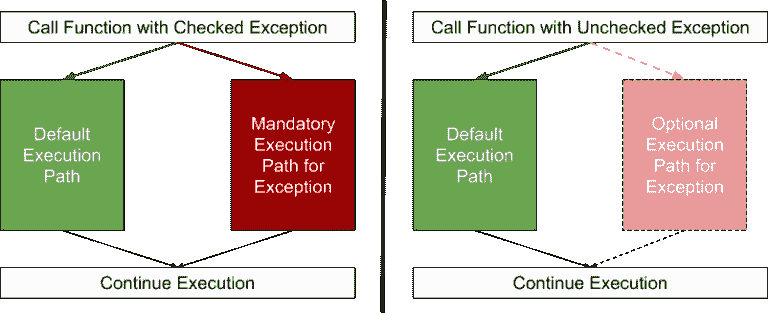 Call Function with Checked Exception
Default
Execution
Path
Mandatory
Execution
Path for
Exception
Continue Execution
Call Function with Unchecked Exception
Default
Execution
Path
Optional
Execution
Path for
Exception
Continue Execution